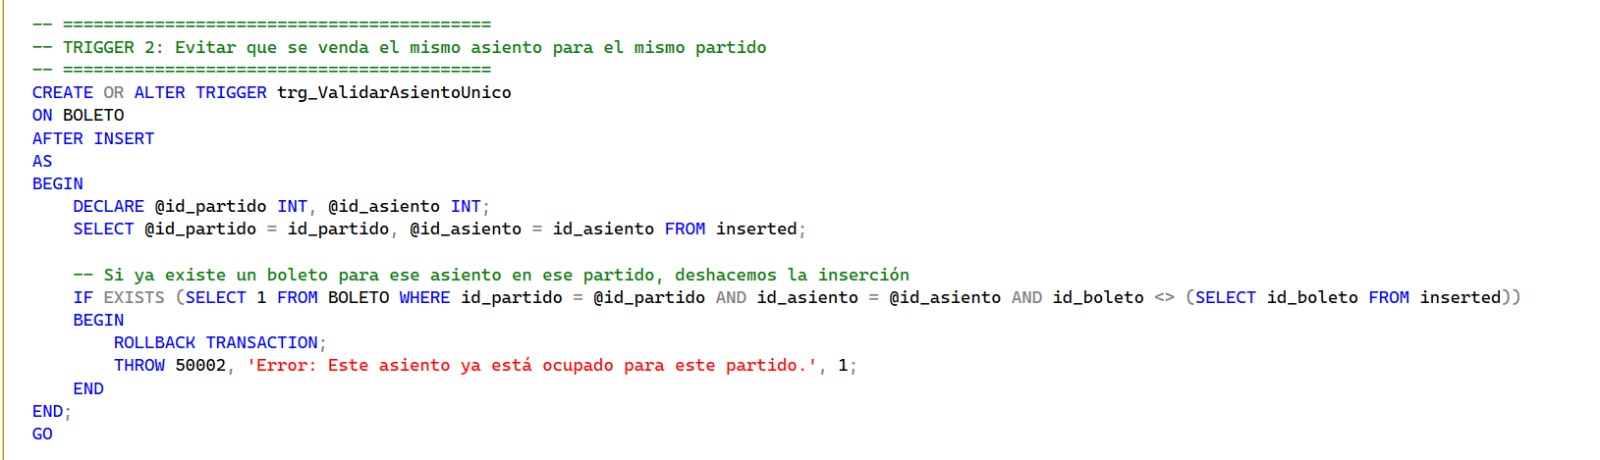 -- ==========================================
-- TRIGGER 2: Evitar que se venda el mismo asiento para el mismo partido
-- ==========================================
CREATE OR ALTER TRIGGER trg_ValidarAsientoUnico
ON BOLETO
AFTER INSERT
AS
BEGIN
    DECLARE @id_partido INT, @id_asiento INT;
    SELECT @id_partido = id_partido, @id_asiento = id_asiento FROM inserted;

    -- Si ya existe un boleto para ese asiento en ese partido, deshacemos la inserción
    IF EXISTS (SELECT 1 FROM BOLETO WHERE id_partido = @id_partido AND id_asiento = @id_asiento AND id_boleto <> (SELECT id_boleto FROM inserted))
    BEGIN
        ROLLBACK TRANSACTION;
        THROW 50002, 'Error: Este asiento ya está ocupado para este partido.', 1;
    END
END;
GO